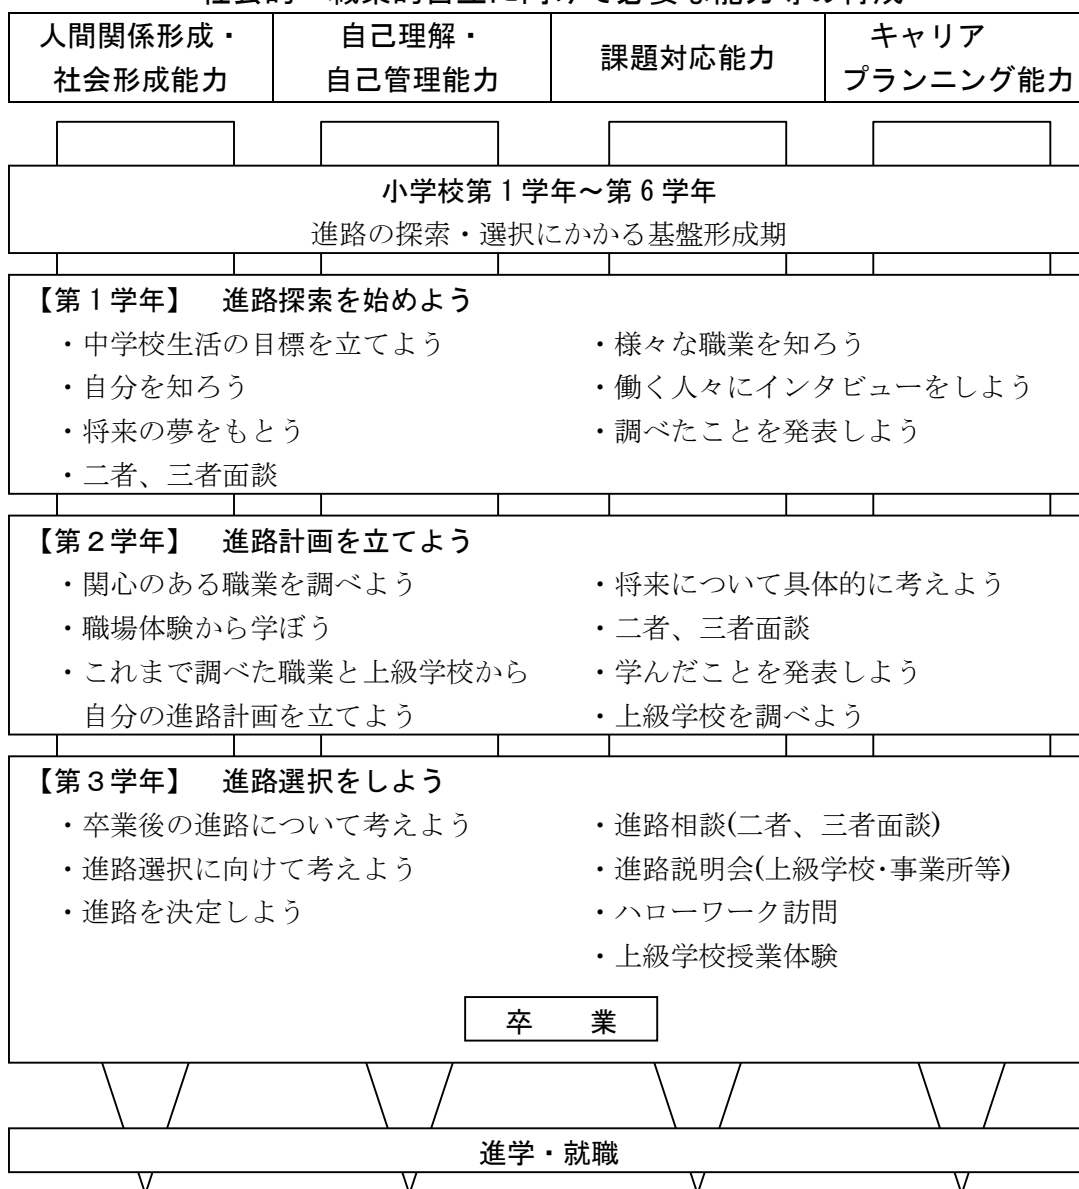 人間関係形成・
社会形成能力
自己理解・
自己管理能力
課題対応能力
キャリア
プランニング能力
小学校第１学年～第６学年
進路の探索・選択にかかる基盤形成期
【第１学年】　進路探索を始めよう
・中学校生活の目標を立てよう
・自分を知ろう
・将来の夢をもとう
・二者、三者面談
・様々な職業を知ろう
・働く人々にインタビューをしよう
・調べたことを発表しよう
【第２学年】　進路計画を立てよう
・関心のある職業を調べよう
・職場体験から学ぼう
・これまで調べた職業と上級学校から
自分の進路計画を立てよう
・将来について具体的に考えよう
・二者、三者面談
・学んだことを発表しよう
・上級学校を調べよう
【第３学年】　進路選択をしよう
・卒業後の進路について考えよう
・進路選択に向けて考えよう
・進路を決定しよう
・進路相談(二者、三者面談)
・進路説明会(上級学校･事業所等)
・ハローワーク訪問
・上級学校授業体験
卒　　業
進学・就職